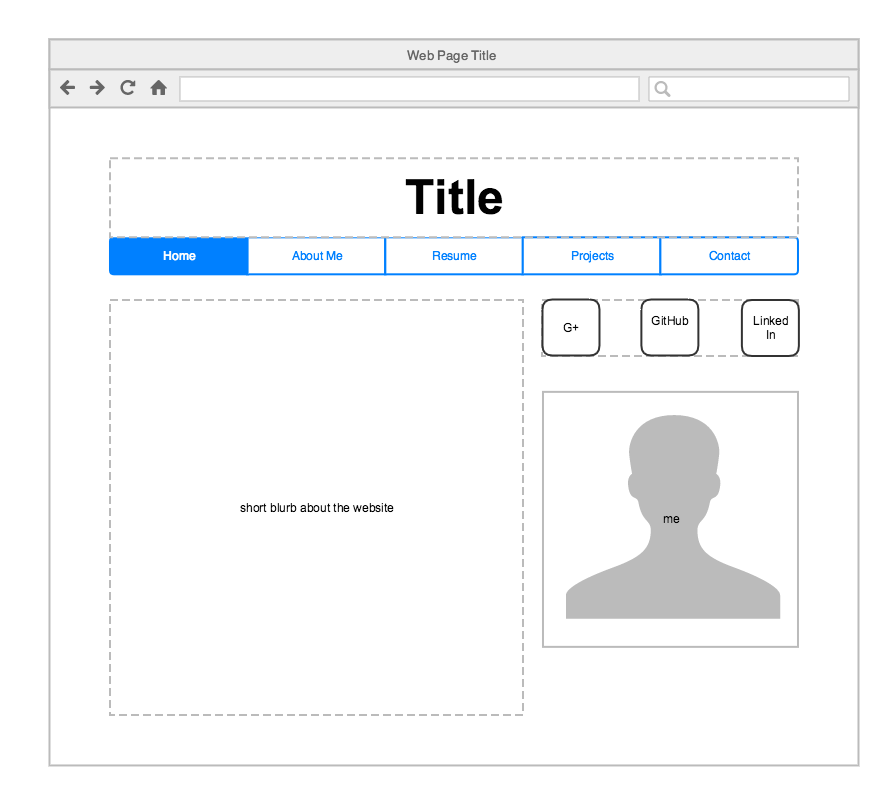 Web Page Title
Title
Home
About Me
Resume
Projects
Contact
G+
GitHub
Linked
In
short blurb about the website
me